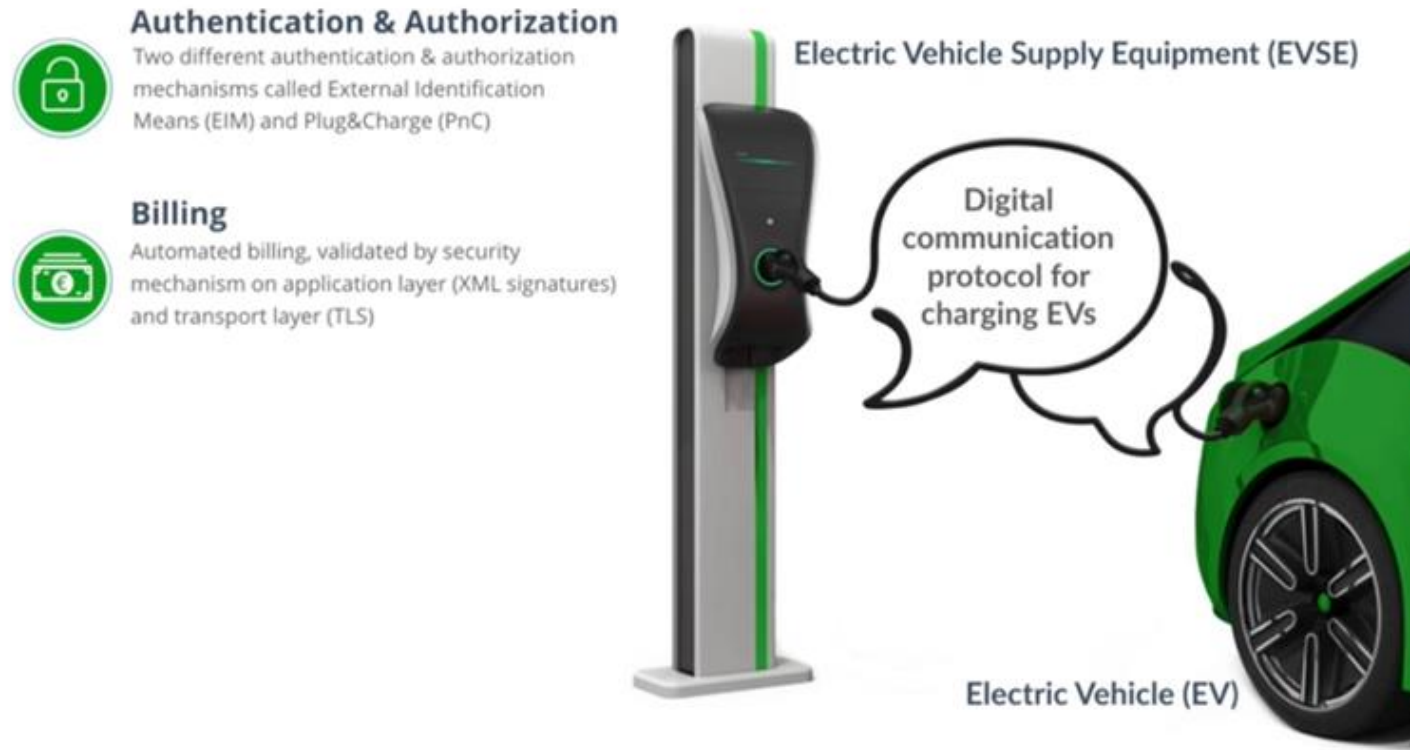 Authentication & Authorization
Two different authentication & authorization
mechanisms called External Identification
Means (EIM) and Plug&Charge (PnC)
Billing
Automated billing, validated by security
mechanism on application layer (XML signatures)
and transport layer (TLS)
Electric Vehicle Supply Equipment (EVSE)
Digital
communication
protocol for
charging EVs
Electric Vehicle (EV)